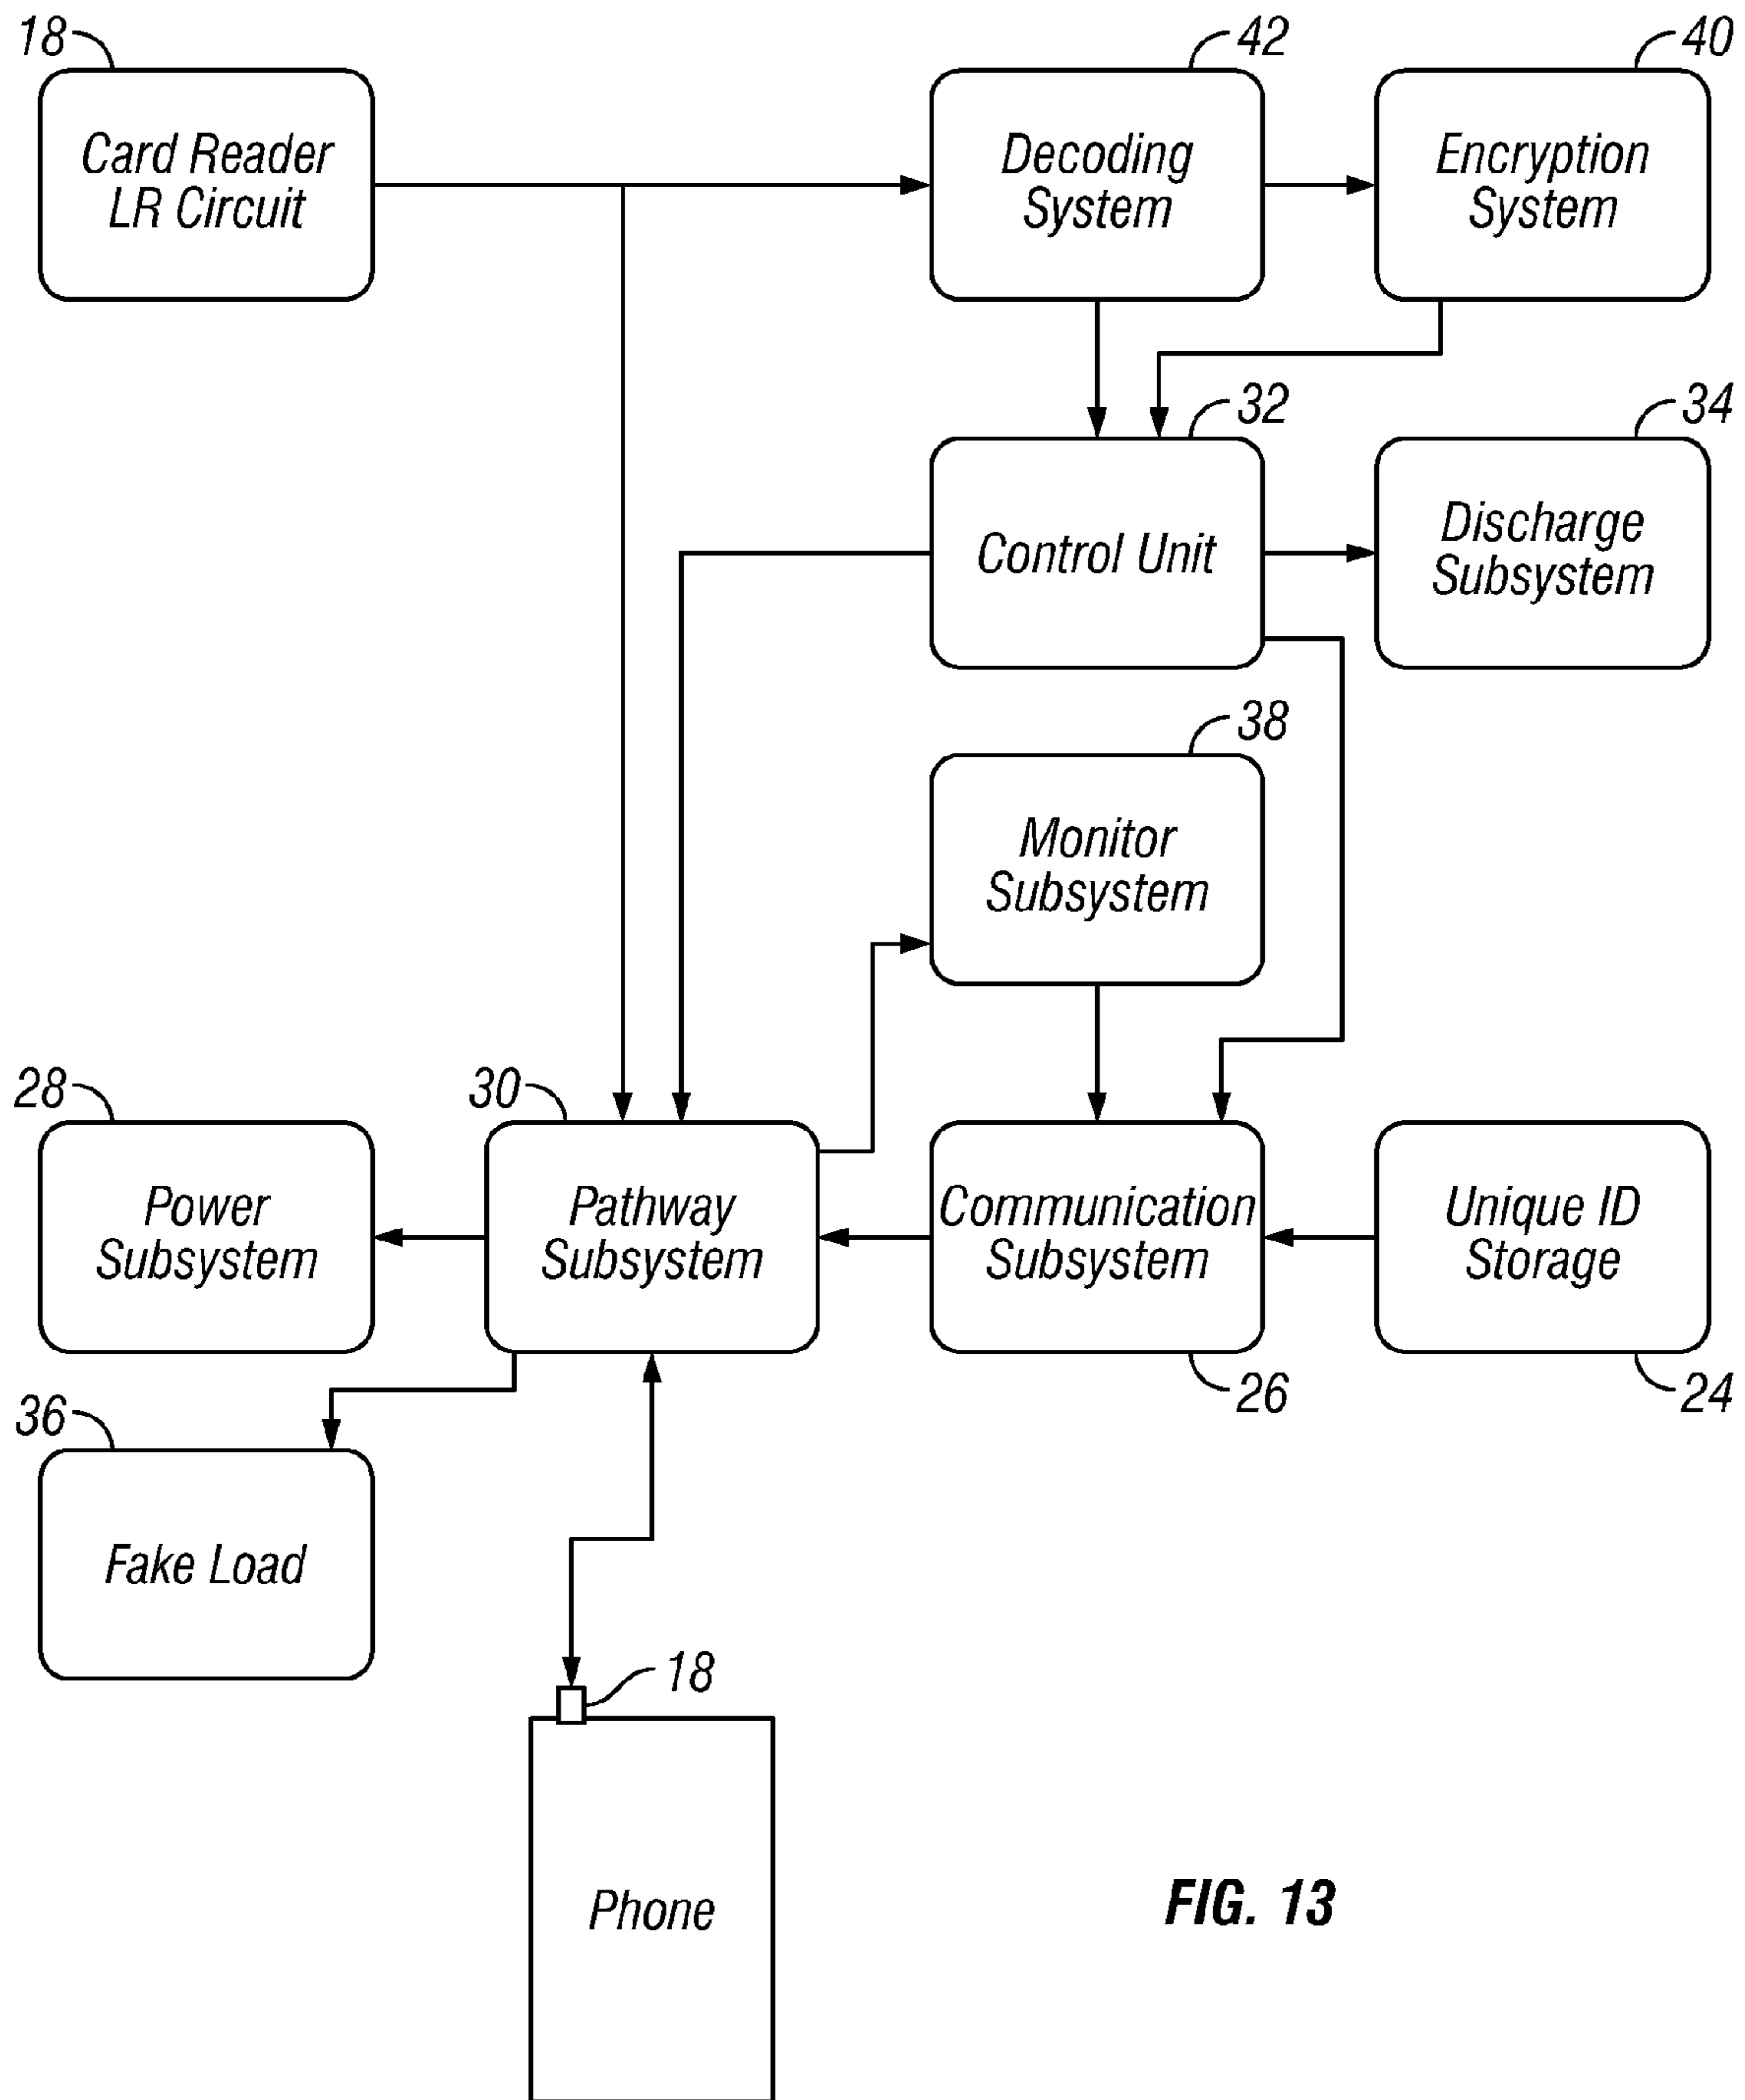 18
42
40
Card Reader
LR Circuit
Decoding
System
Encryption
System
32
34
Control Unit
Discharge
Subsystem
38
Monitor
Subsystem
28
30
Power
Subsystem
Pathway
Subsystem
Communication
Subsystem
Unique ID
Storage
26
24
36
Fake Load
18
Phone
FIG. 13